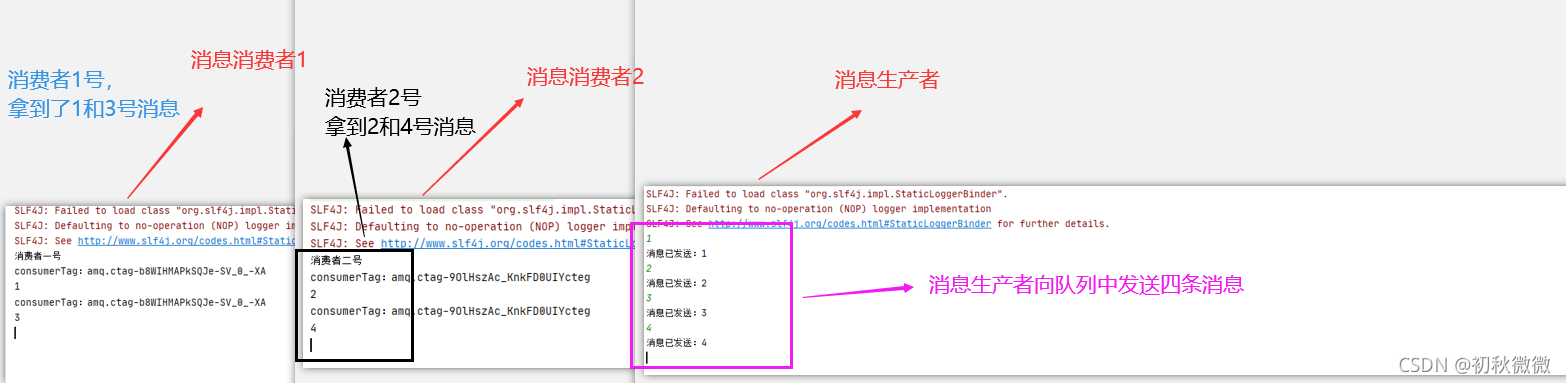 消息消费者1
消费者1号，
拿到了1和3号消息
SLF4J: Failed to load class "org.slf4j.impl.Stati
SLF4J: Defaulting to no-operation (NOP) logger im
SLF4J: See http://www.slf4j.org/codes.html#Static
消费者一号
consumerTag：amq.ctag-b8WIHMAPkSQJe-SV_0_-XA
1
consumerTag：amq.ctag-b8WIHMAPkSQJe-SV_0_-XA
3
消息消费者2
消费者2号
拿到2和4号消息
SLF4J: Failed to load class "org.slf4j.impl.StaticL
SLF4J: Defaulting to no-operation (NOP) logger impl
SLF4J: See http://www.slf4j.org/codes.html#StaticLo
消费者二号
consumerTag：amq.ctag-9OlHszAc_KnkFD0UIYcteg
2
consumerTag：amq.ctag-9OlHszAc_KnkFD0UIYcteg
4
消息生产者
SLF4J: Failed to load class "org.slf4j.impl.StaticLoggerBinder".
SLF4J: Defaulting to no-operation (NOP) logger implementation
SLF4J: See http://www.slf4j.org/codes.html#StaticLoggerBinder for further details.
1
消息已发送：1
2
消息已发送：2
3
消息已发送：3
4
消息已发送：4
消息生产者向队列中发送四条消息
CSDN @初秋微微